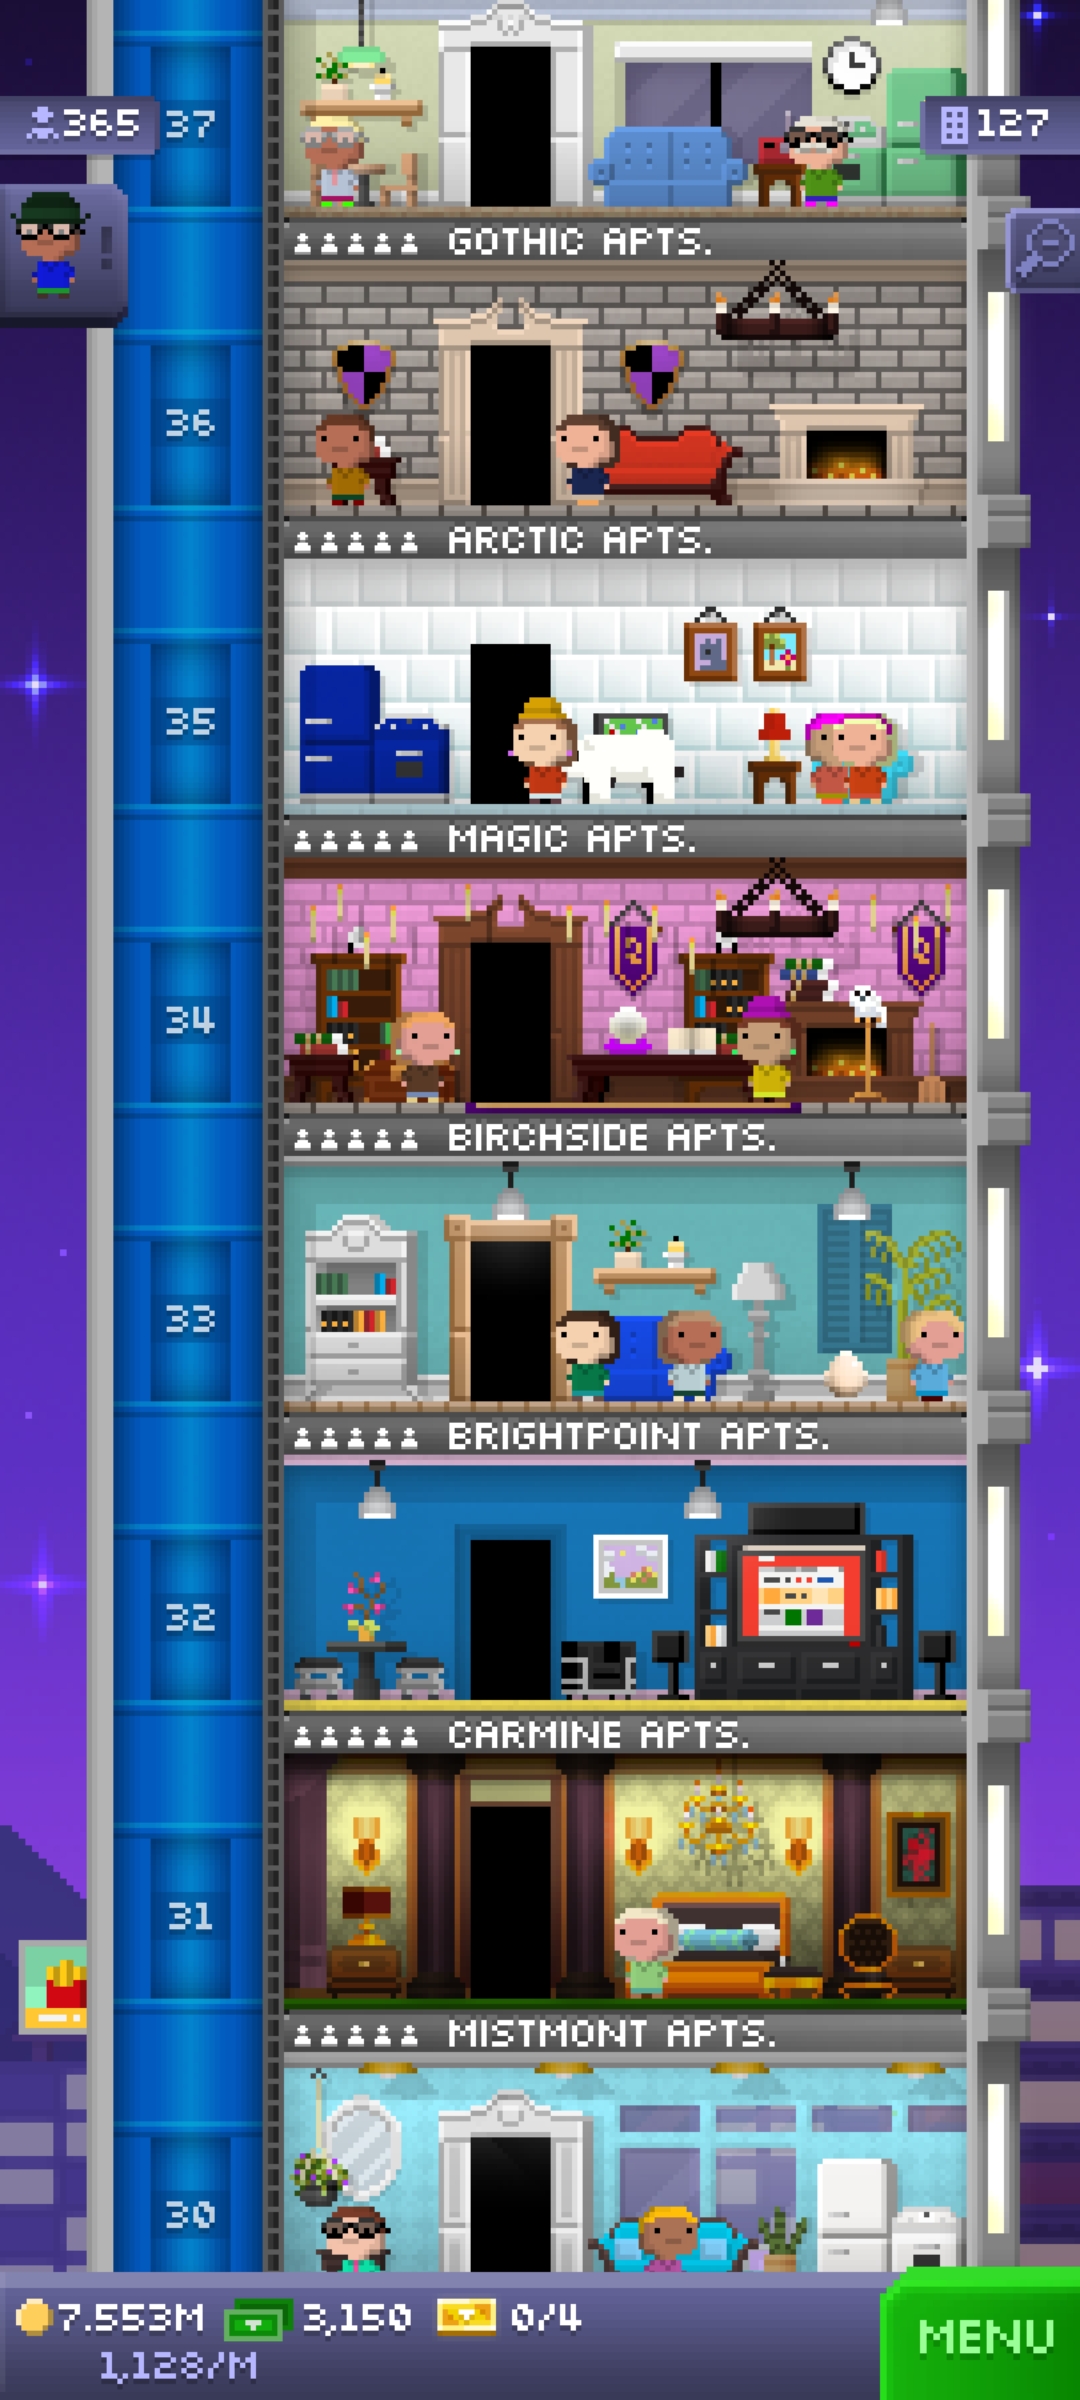 365
37
127
GOTHIC APTS.
36
ARCTIC APTS.
35
MAGIC APTS.
34
BIRCHSIDE APTS.
33
BRIGHTPOINT APTS.
32
CARMINE APTS.
31
MISTMONT APTS.
30
7.553M 3,150 0/4
1,128/M
MENU